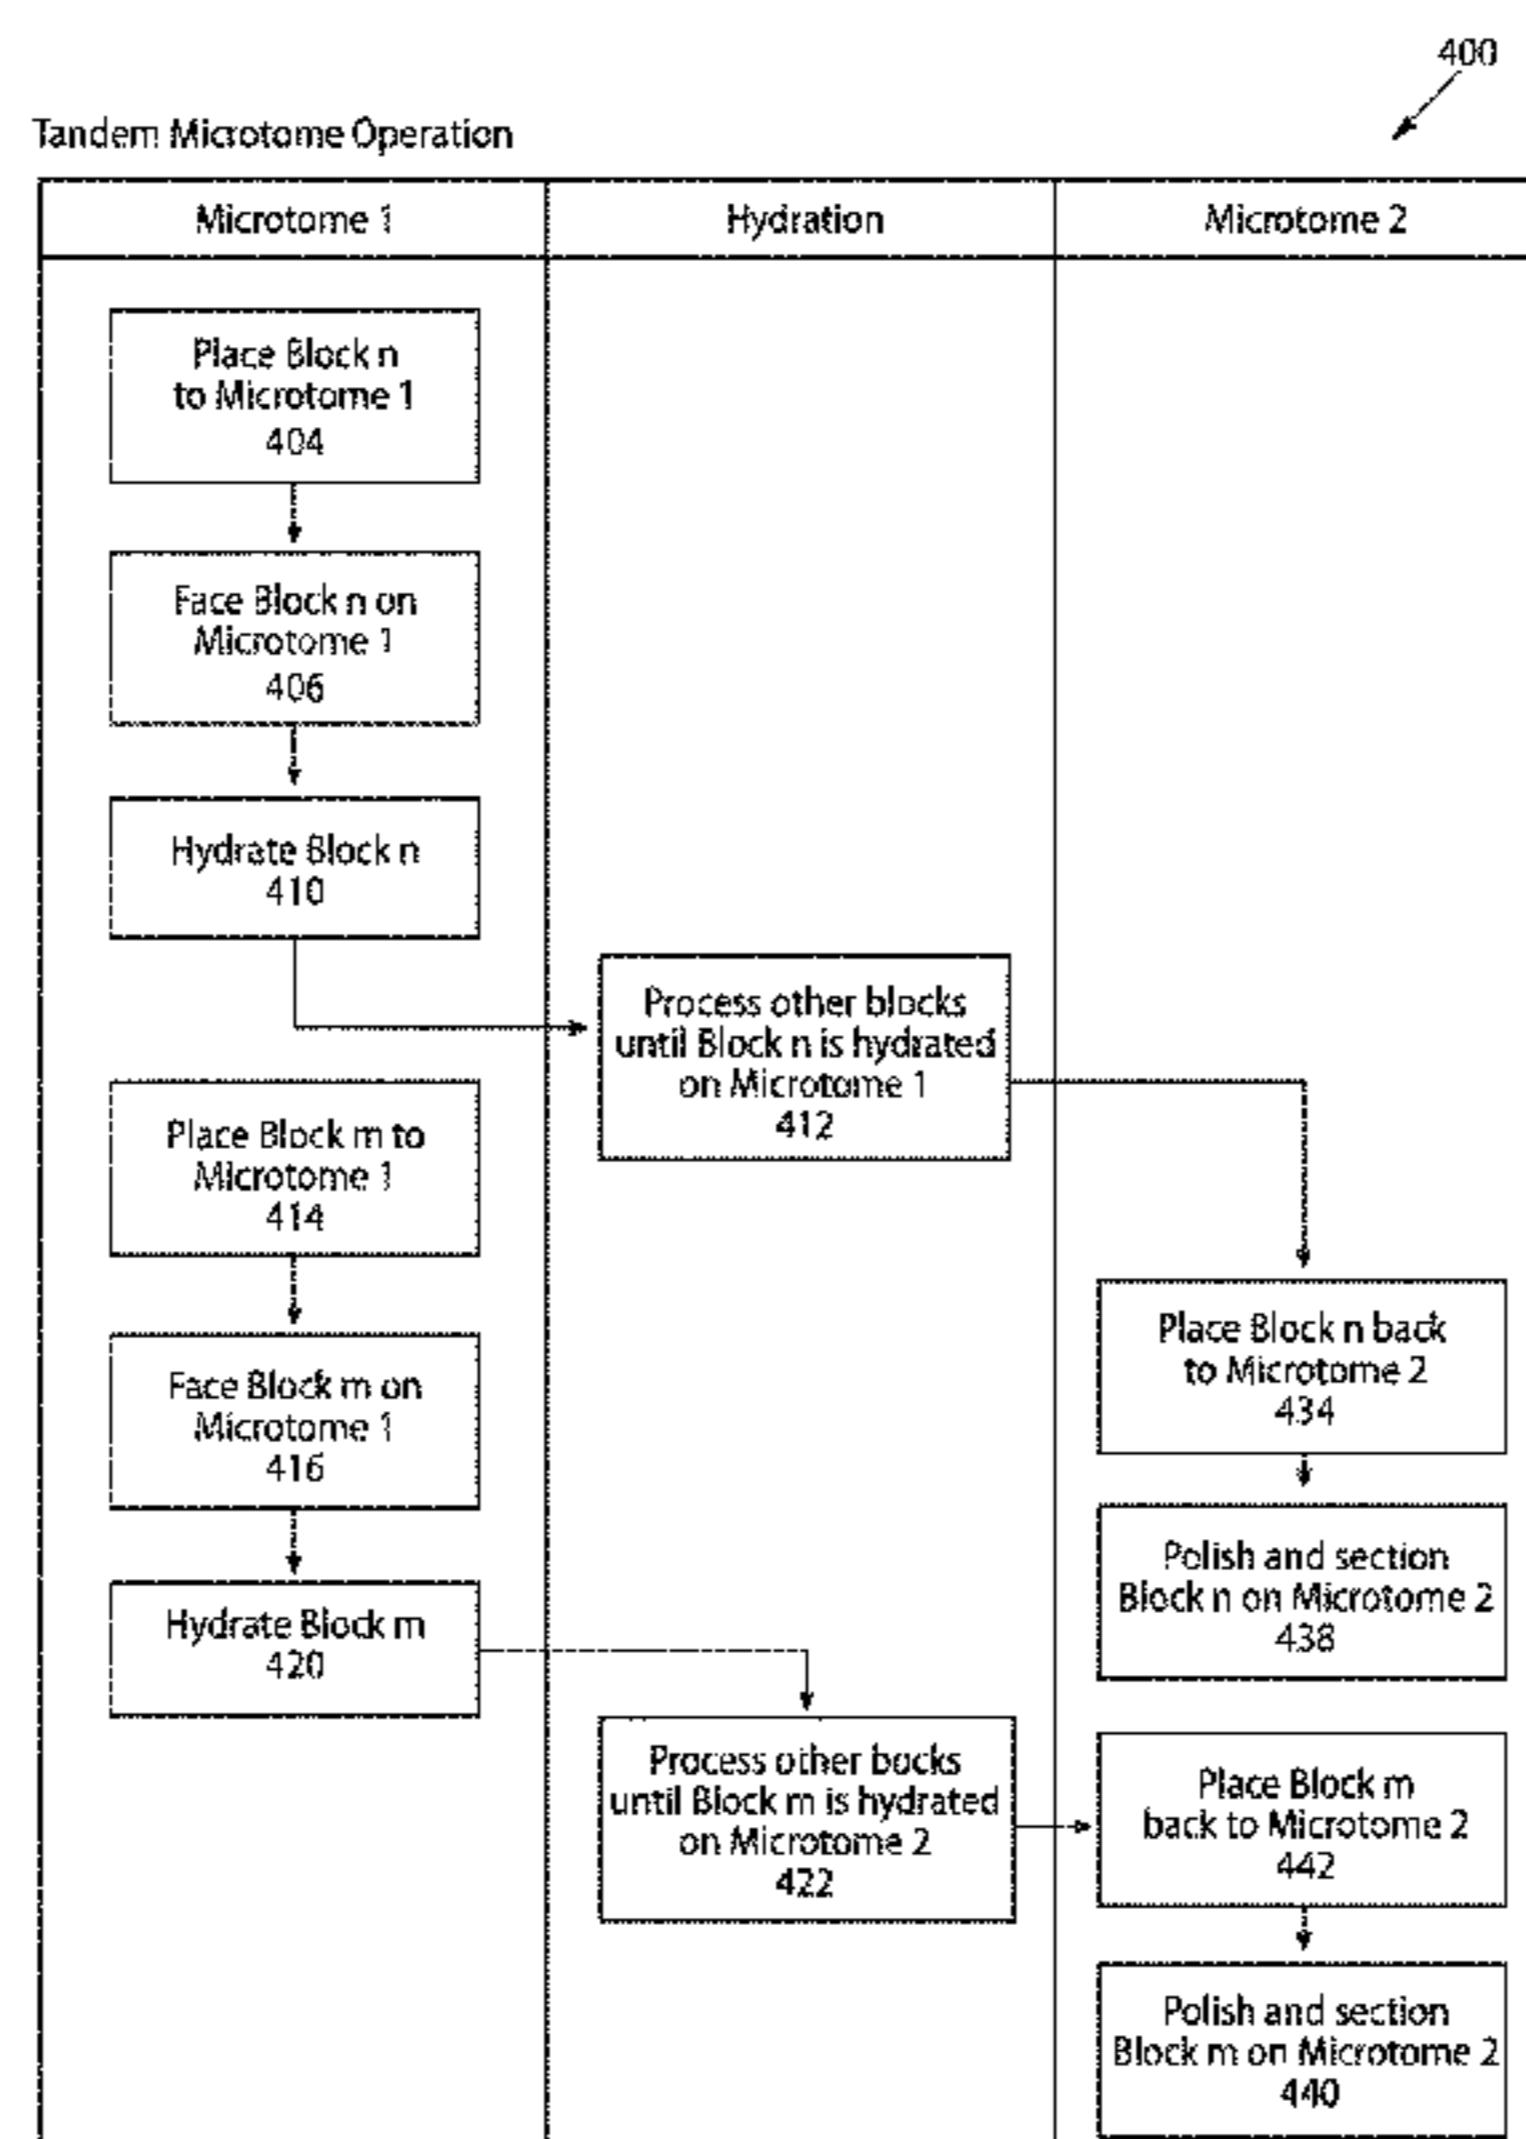 400
Tandem Microtome Operation
Microtome 1
Hydration
Microtome 2
Place Block n
to Microtome 1
404
Face Block n on
Microtome 1
406
Hydrate Block n
410
Process other blocks
until Block n is hydrated
on Microtome 1
412
Place Block m to
Microtome 1
414
Face Block m on
Microtome 1
416
Hydrate Block m
420
Process other bocks
until Block m is hydrated
on Microtome 2
422
Place Block n back
to Microtome 2
434
Polish and section
Block n on Microtome 2
438
Place Block m
back to Microtome 2
442
Polish and section
Block m on Microtome 2
440